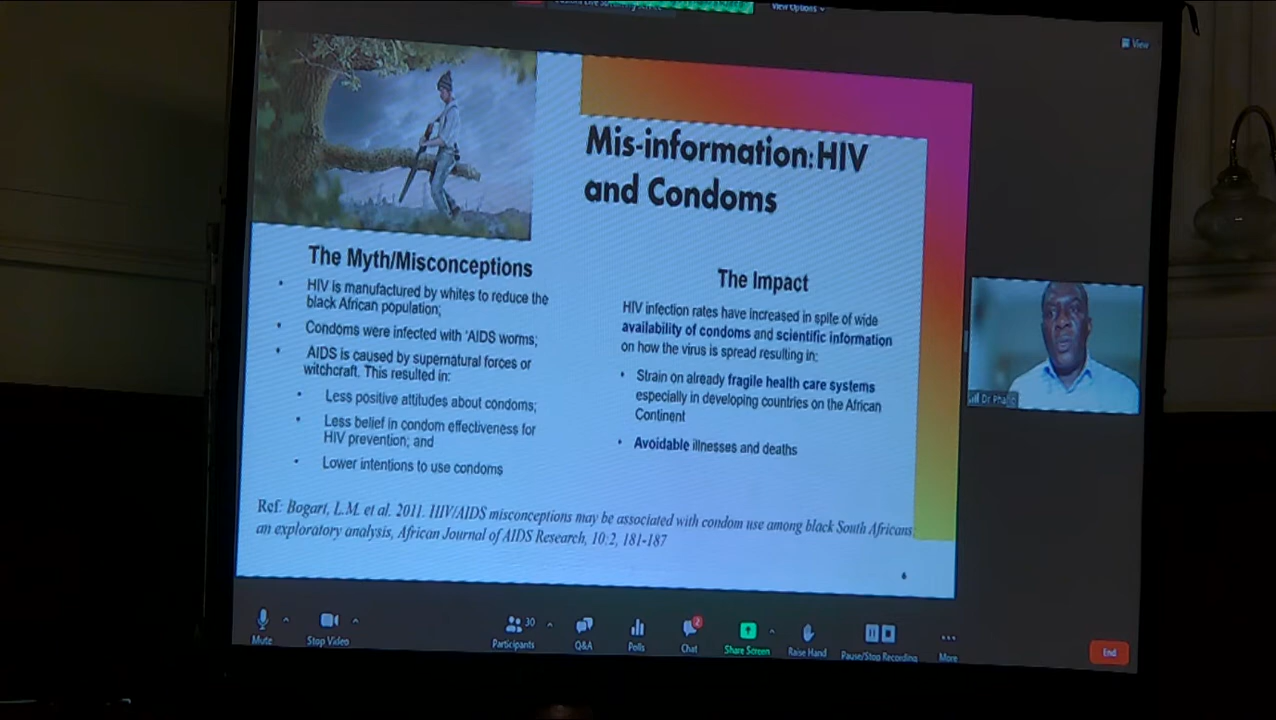 View Options
View
Mis-information:HIV
and Condoms
The Myth/Misconceptions
• HIV is manufactured by whites to reduce the
black African population;
• Condoms were infected with 'AIDS worms;
• AIDS is caused by supernatural forces or
witchcraft. This resulted in:
• Less positive attitudes about condoms;
• Less belief in condom effectiveness for
HIV prevention; and
• Lower intentions to use condoms
The Impact
HIV infection rates have increased in spite of wide
availability of condoms and scientific information
on how the virus is spread resulting in:
• Strain on already fragile health care systems
especially in developing countries on the African
Continent
• Avoidable illnesses and deaths
Ref: Bogart, L.M. et al. 2011. HIV/AIDS misconceptions may be associated with condom use among black South Africans:
an exploratory analysis, African Journal of AIDS Research, 10:2, 181-187
6
Dr
Mute
Stop Video
30
Participants
Q&A
Polls
2
Chat
Share Screen
Raise Hand
Pause/Stop Recording
More
End